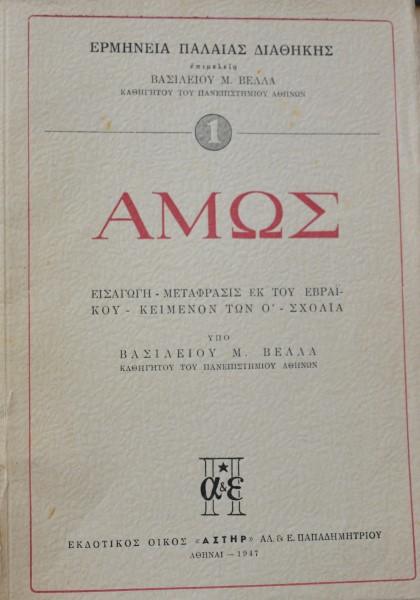 ΕΡΜΗΝΕΙΑ ΠΑΛΑΙΑΣ ΔΙΑΘΗΚΗΣ
ἐπιμελείᾳ
ΒΑΣΙΛΕΙΟΥ Μ. ΒΕΛΛΑ
ΚΑΘΗΓΗΤΟΥ ΤΟΥ ΠΑΝΕΠΙΣΤΗΜΙΟΥ ΑΘΗΝΩΝ
1
ΑΜΩΣ
ΕΙΣΑΓΩΓΗ - ΜΕΤΑΦΡΑΣΙΣ ΕΚ ΤΟΥ ΕΒΡΑΪ-
ΚΟΥ - ΚΕΙΜΕΝΟΝ ΤΩΝ Ο' - ΣΧΟΛΙΑ
ΥΠΟ
ΒΑΣΙΛΕΙΟΥ Μ. ΒΕΛΛΑ
ΚΑΘΗΓΗΤΟΥ ΤΟΥ ΠΑΝΕΠΙΣΤΗΜΙΟΥ ΑΘΗΝΩΝ
α&ε
ΕΚΔΟΤΙΚΟΣ ΟΙΚΟΣ «ΑΣΤΗΡ» ΑΛ. & Ε. ΠΑΠΑΔΗΜΗΤΡΙΟΥ
ΑΘΗΝΑΙ — 1947